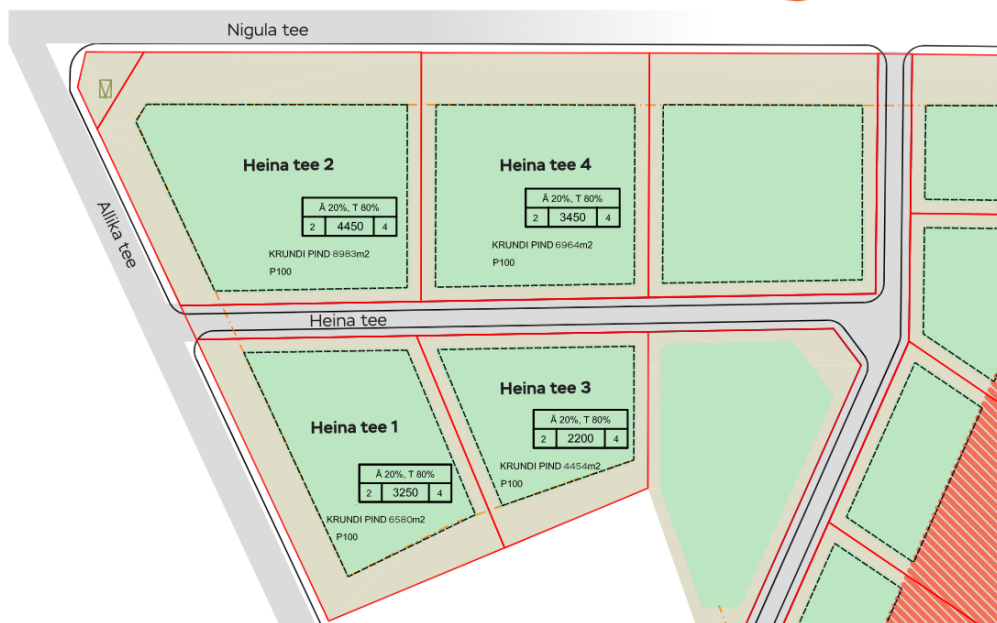 Nigula tee
Allika tee
Heina tee 2
Ä 20%, T 80%
2 4450 4
KRUNDI PIND 8983m2
P100
Heina tee 4
Ä 20%, T 80%
2 3450 4
KRUNDI PIND 6964m2
P100
Heina tee
Heina tee 1
Ä 20%, T 80%
2 3250 4
KRUNDI PIND 6580m2
P100
Heina tee 3
Ä 20%, T 80%
2 2200 4
KRUNDI PIND 4454m2
P100